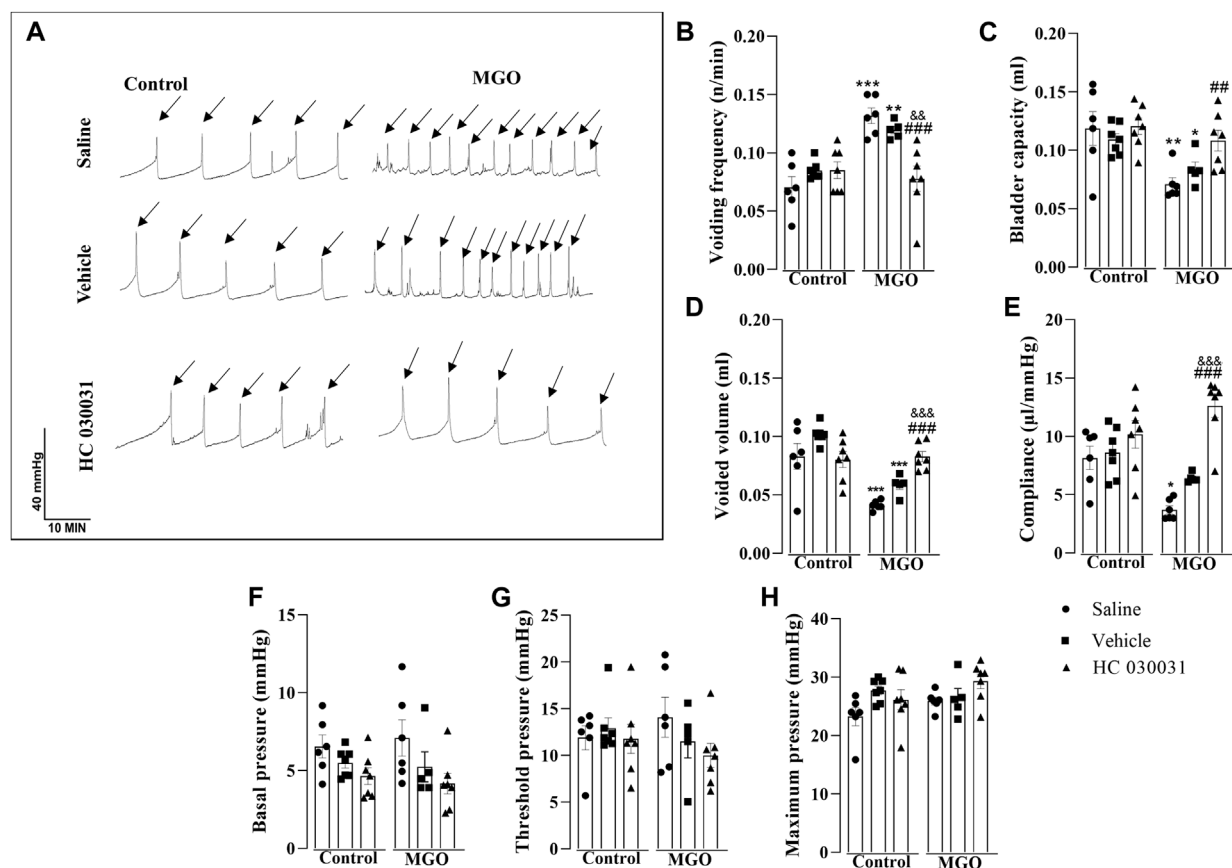 A
Control
MGO
Saline
Vehicle
HC 030031
40 mmHg
10 MIN
B
Voiding frequency (n/min)
0.20
0.15
0.10
0.05
0.00
***
**
&&
###
Control
MGO
C
Bladder capacity (ml)
0.20
0.15
0.10
0.05
0.00
**
*
##
Control
MGO
D
Voided volume (ml)
0.20
0.15
0.10
0.05
0.00
***
***
&&&
###
Control
MGO
E
Compliance (µl/mmHg)
20
15
10
5
0
*
&&&
###
Control
MGO
Saline
Vehicle
HC 030031
F
Basal pressure (mmHg)
15
10
5
0
Control
MGO
G
Threshold pressure (mmHg)
25
20
15
10
5
0
Control
MGO
H
Maximum pressure (mmHg)
40
30
20
10
0
Control
MGO